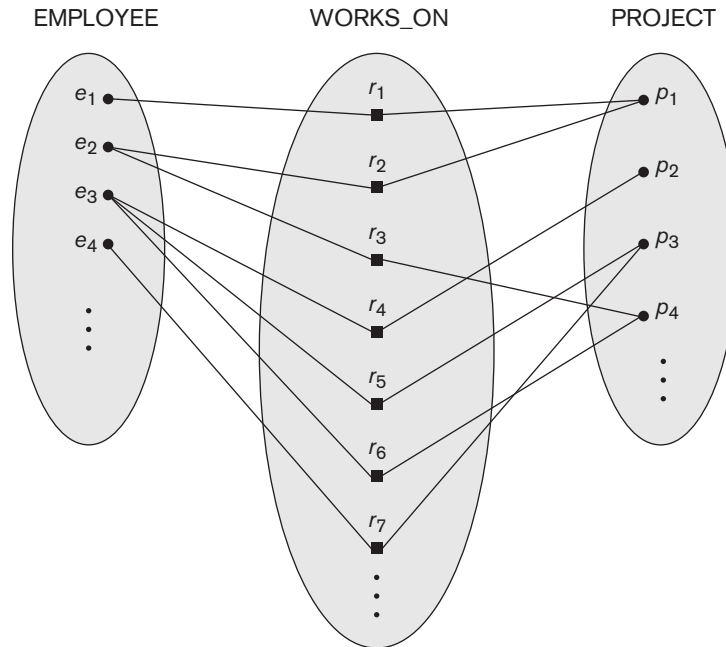 EMPLOYEE WORKS_ON PROJECT
e1
e2
e3
e4
r1
r2
r3
r4
r5
r6
r7
p1
p2
p3
p4